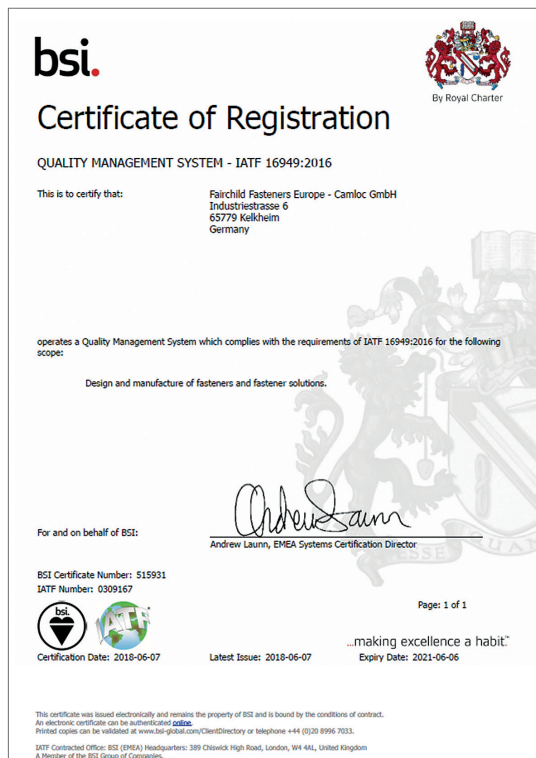 bsi.
By Royal Charter
Certificate of Registration
QUALITY MANAGEMENT SYSTEM - IATF 16949:2016
This is to certify that:
Fairchild Fasteners Europe - Camloc GmbH
Industriestrasse 6
65779 Kelkheim
Germany
operates a Quality Management System which complies with the requirements of IATF 16949:2016 for the following
scope:
Design and manufacture of fasteners and fastener solutions.
For and on behalf of BSI:
Andrew Launn, EMEA Systems Certification Director
BSI Certificate Number: 515931
IATF Number: 0309167
bsi.
IATF
Page: 1 of 1
...making excellence a habit.™
Certification Date: 2018-06-07
Latest Issue: 2018-06-07
Expiry Date: 2021-06-06
This certificate was issued electronically and remains the property of BSI and is bound by the conditions of contract.
An electronic certificate can be authenticated online.
Printed copies can be validated at www.bsi-global.com/ClientDirectory or telephone +44 (0)20 8996 7033.
IATF Contracted Office: BSI (EMEA) Headquarters: 389 Chiswick High Road, London, W4 4AL, United Kingdom
A Member of the BSI Group of Companies.